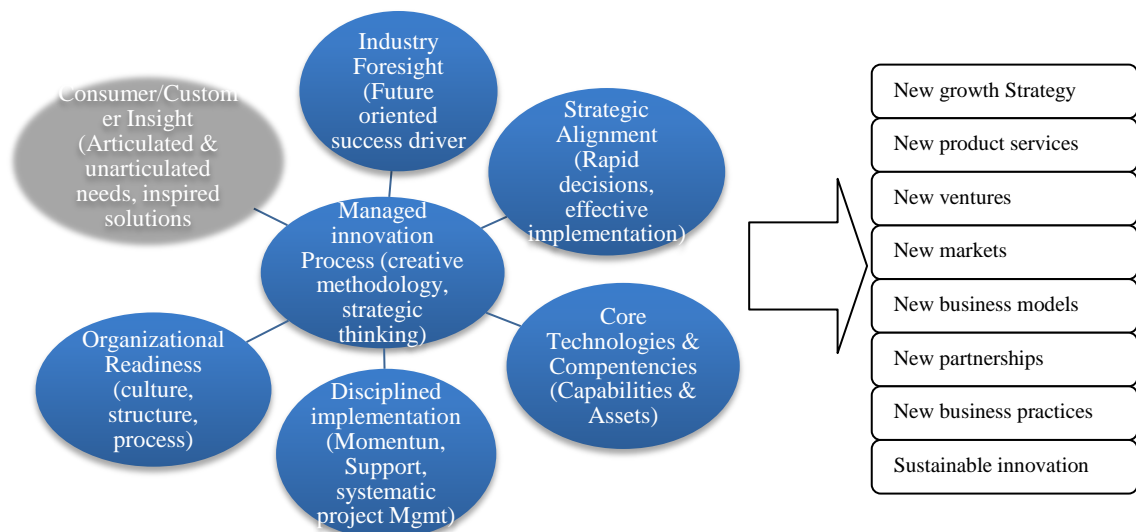 Industry
Foresight
(Future
oriented
success driver
Consumer/Custom
er Insight
(Articulated &
unarticulated
needs, inspired
solutions
Strategic
Alignment
(Rapid
decisions,
effective
implementation)
Managed
innovation
Process (creative
methodology,
strategic
thinking)
Organizational
Readiness
(culture,
structure,
process)
Disciplined
implementation
(Momentun,
Support,
systematic
project Mgmt)
Core
Technologies &
Compentencies
(Capabilities &
Assets)
New growth Strategy
New product services
New ventures
New markets
New business models
New partnerships
New business practices
Sustainable innovation